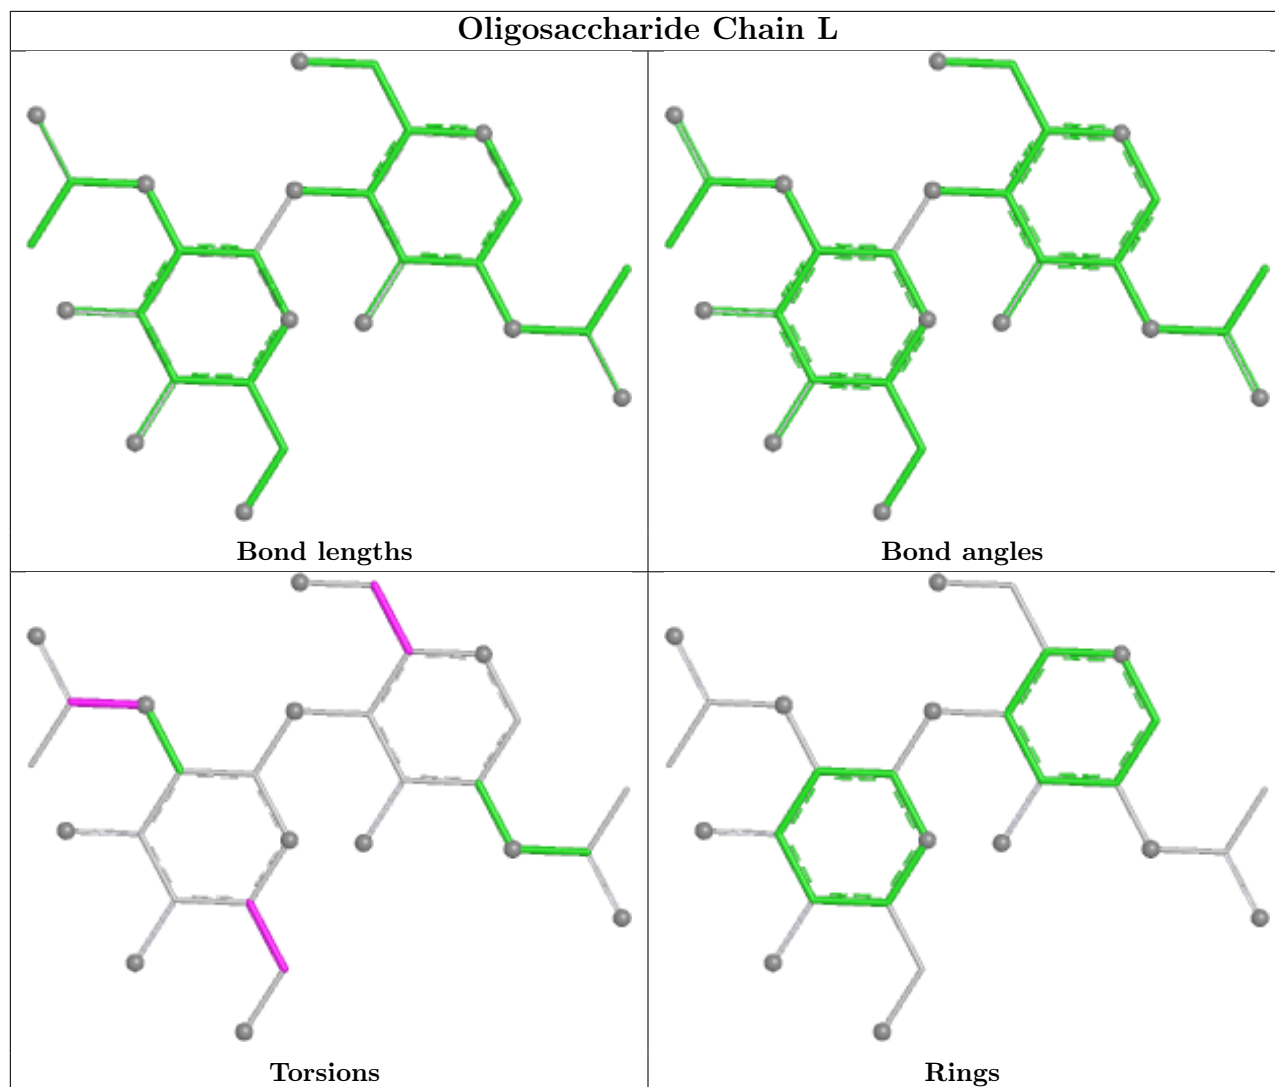 Oligosaccharide Chain L
Bond lengths
Bond angles
Torsions
Rings